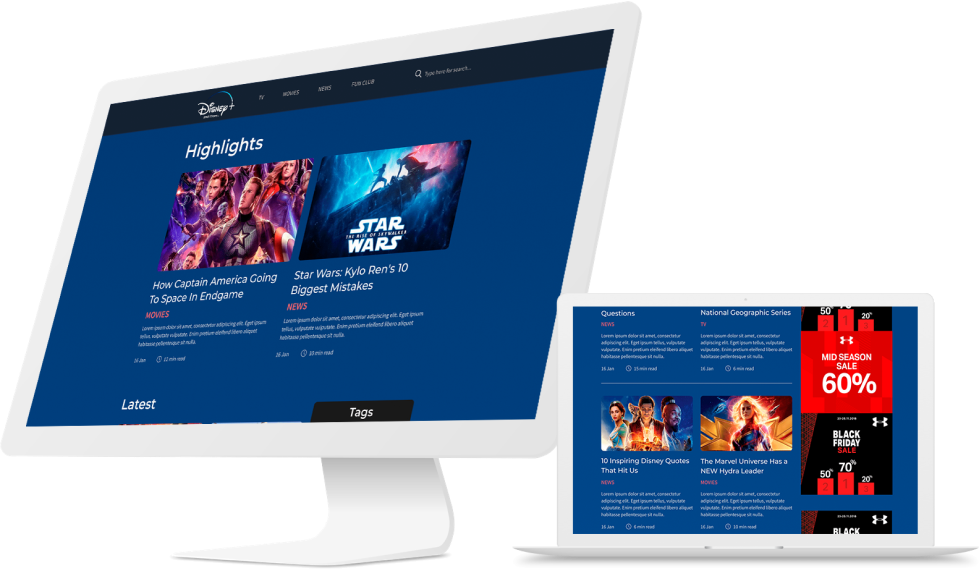 Disney+
TV
MOVIES
NEWS
FUN CLUB
Type here for search...
Highlights
STAR
THE RISE OF SKYWALKER
WARS
How Captain America Going
To Space In Endgame
MOVIES
Lorem ipsum dolor sit amet, consectetur
adipiscing elit. Eget ipsum
tellus, vulputate vulputate. Enim pretium eleifend libero aliquet
habitasse pellentesque sit nulla.
16 Jan
12 min read
Star Wars: Kylo Ren's 10
Biggest Mistakes
NEWS
Lorem ipsum dolor sit amet, consectetur adipiscing elit. Eget ipsum
tellus, vulputate vulputate. Enim pretium eleifend libero aliquet
habitasse pellentesque sit nulla.
16 Jan
10 min read
Latest
Tags
Questions
NEWS
Lorem ipsum dolor sit amet, consectetur
adipiscing elit. Eget ipsum tellus, vulputate
vulputate. Enim pretium eleifend libero aliquet
habitasse pellentesque sit nulla.
16 Jan
15 min read
National Geographic Series
TV
Lorem ipsum dolor sit amet, consectetur
adipiscing elit. Eget ipsum tellus, vulputate
vulputate. Enim pretium eleifend libero aliquet
habitasse pellentesque sit nulla.
16 Jan
6 min read
10 Inspiring Disney Quotes
That Hit Us
NEWS
Lorem ipsum dolor sit amet, consectetur
adipiscing elit. Eget ipsum tellus, vulputate
vulputate. Enim pretium eleifend libero aliquet
habitasse pellentesque sit nulla.
16 Jan
6 min read
The Marvel Universe Has a
NEW Hydra Leader
MOVIES
Lorem ipsum dolor sit amet, consectetur
adipiscing elit. Eget ipsum tellus, vulputate
vulputate. Enim pretium eleifend libero aliquet
habitasse pellentesque sit nulla.
16 Jan
10 min read
50%
20%
2
1
3
MID SEASON
SALE
60%
BLACK
FRIDAY
SALE
50%
70%
20%
2
1
3
BLACK